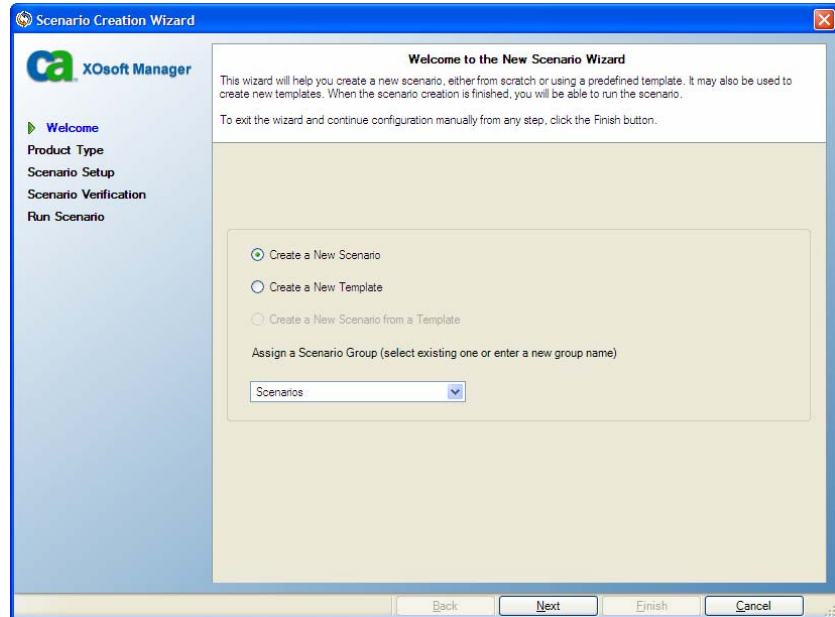 Scenario Creation Wizard
ca XOsoft Manager
Welcome
Product Type
Scenario Setup
Scenario Verification
Run Scenario
Welcome to the New Scenario Wizard
This wizard will help you create a new scenario, either from scratch or using a predefined template. It may also be used to
create new templates. When the scenario creation is finished, you will be able to run the scenario.
To exit the wizard and continue configuration manually from any step, click the Finish button.
Create a New Scenario
Create a New Template
Create a New Scenario from a Template
Assign a Scenario Group (select existing one or enter a new group name)
Scenarios
Back Next Finish Cancel